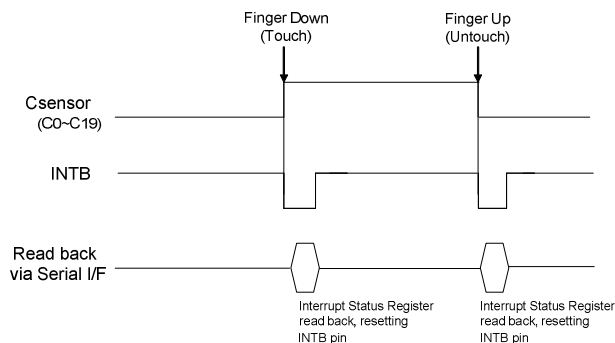 Finger Down
(Touch)
Finger Up
(Untouch)
Csensor
(C0~C19)
INTB
Read back
via Serial I/F
Interrupt Status Register
read back, resetting
INTB pin
Interrupt Status Register
read back, resetting
INTB pin